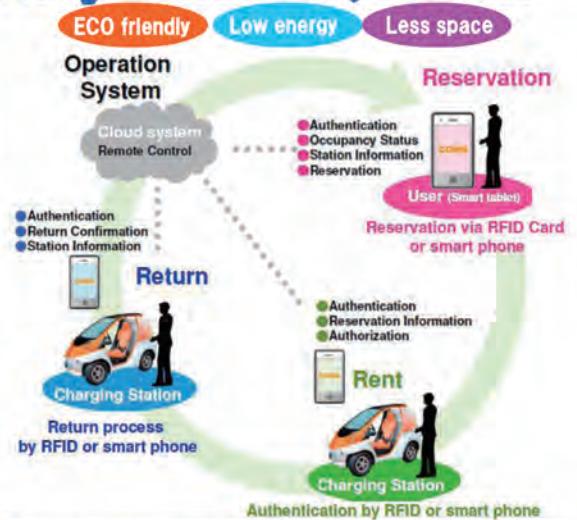 ECO friendly
Low energy
Less space
Operation
System
Cloud system
Remote Control
Reservation
Authentication
Occupancy Status
Station Information
Reservation
User (Smart tablet)
Reservation via RFID Card
or smart phone
Authentication
Return Confirmation
Station Information
Return
Charging Station
Return process
by RFID or smart phone
Authentication
Reservation Information
Authorization
Rent
Charging Station
Authentication by RFID or smart phone